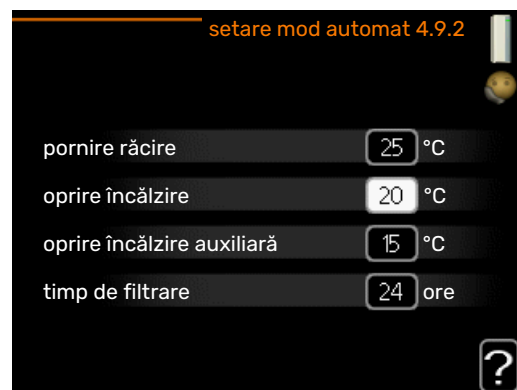 setare mod automat 4.9.2
pornire răcire 25 °C
oprire încălzire 20 °C
oprire încălzire auxiliară 15 °C
timp de filtrare 24 ore
?